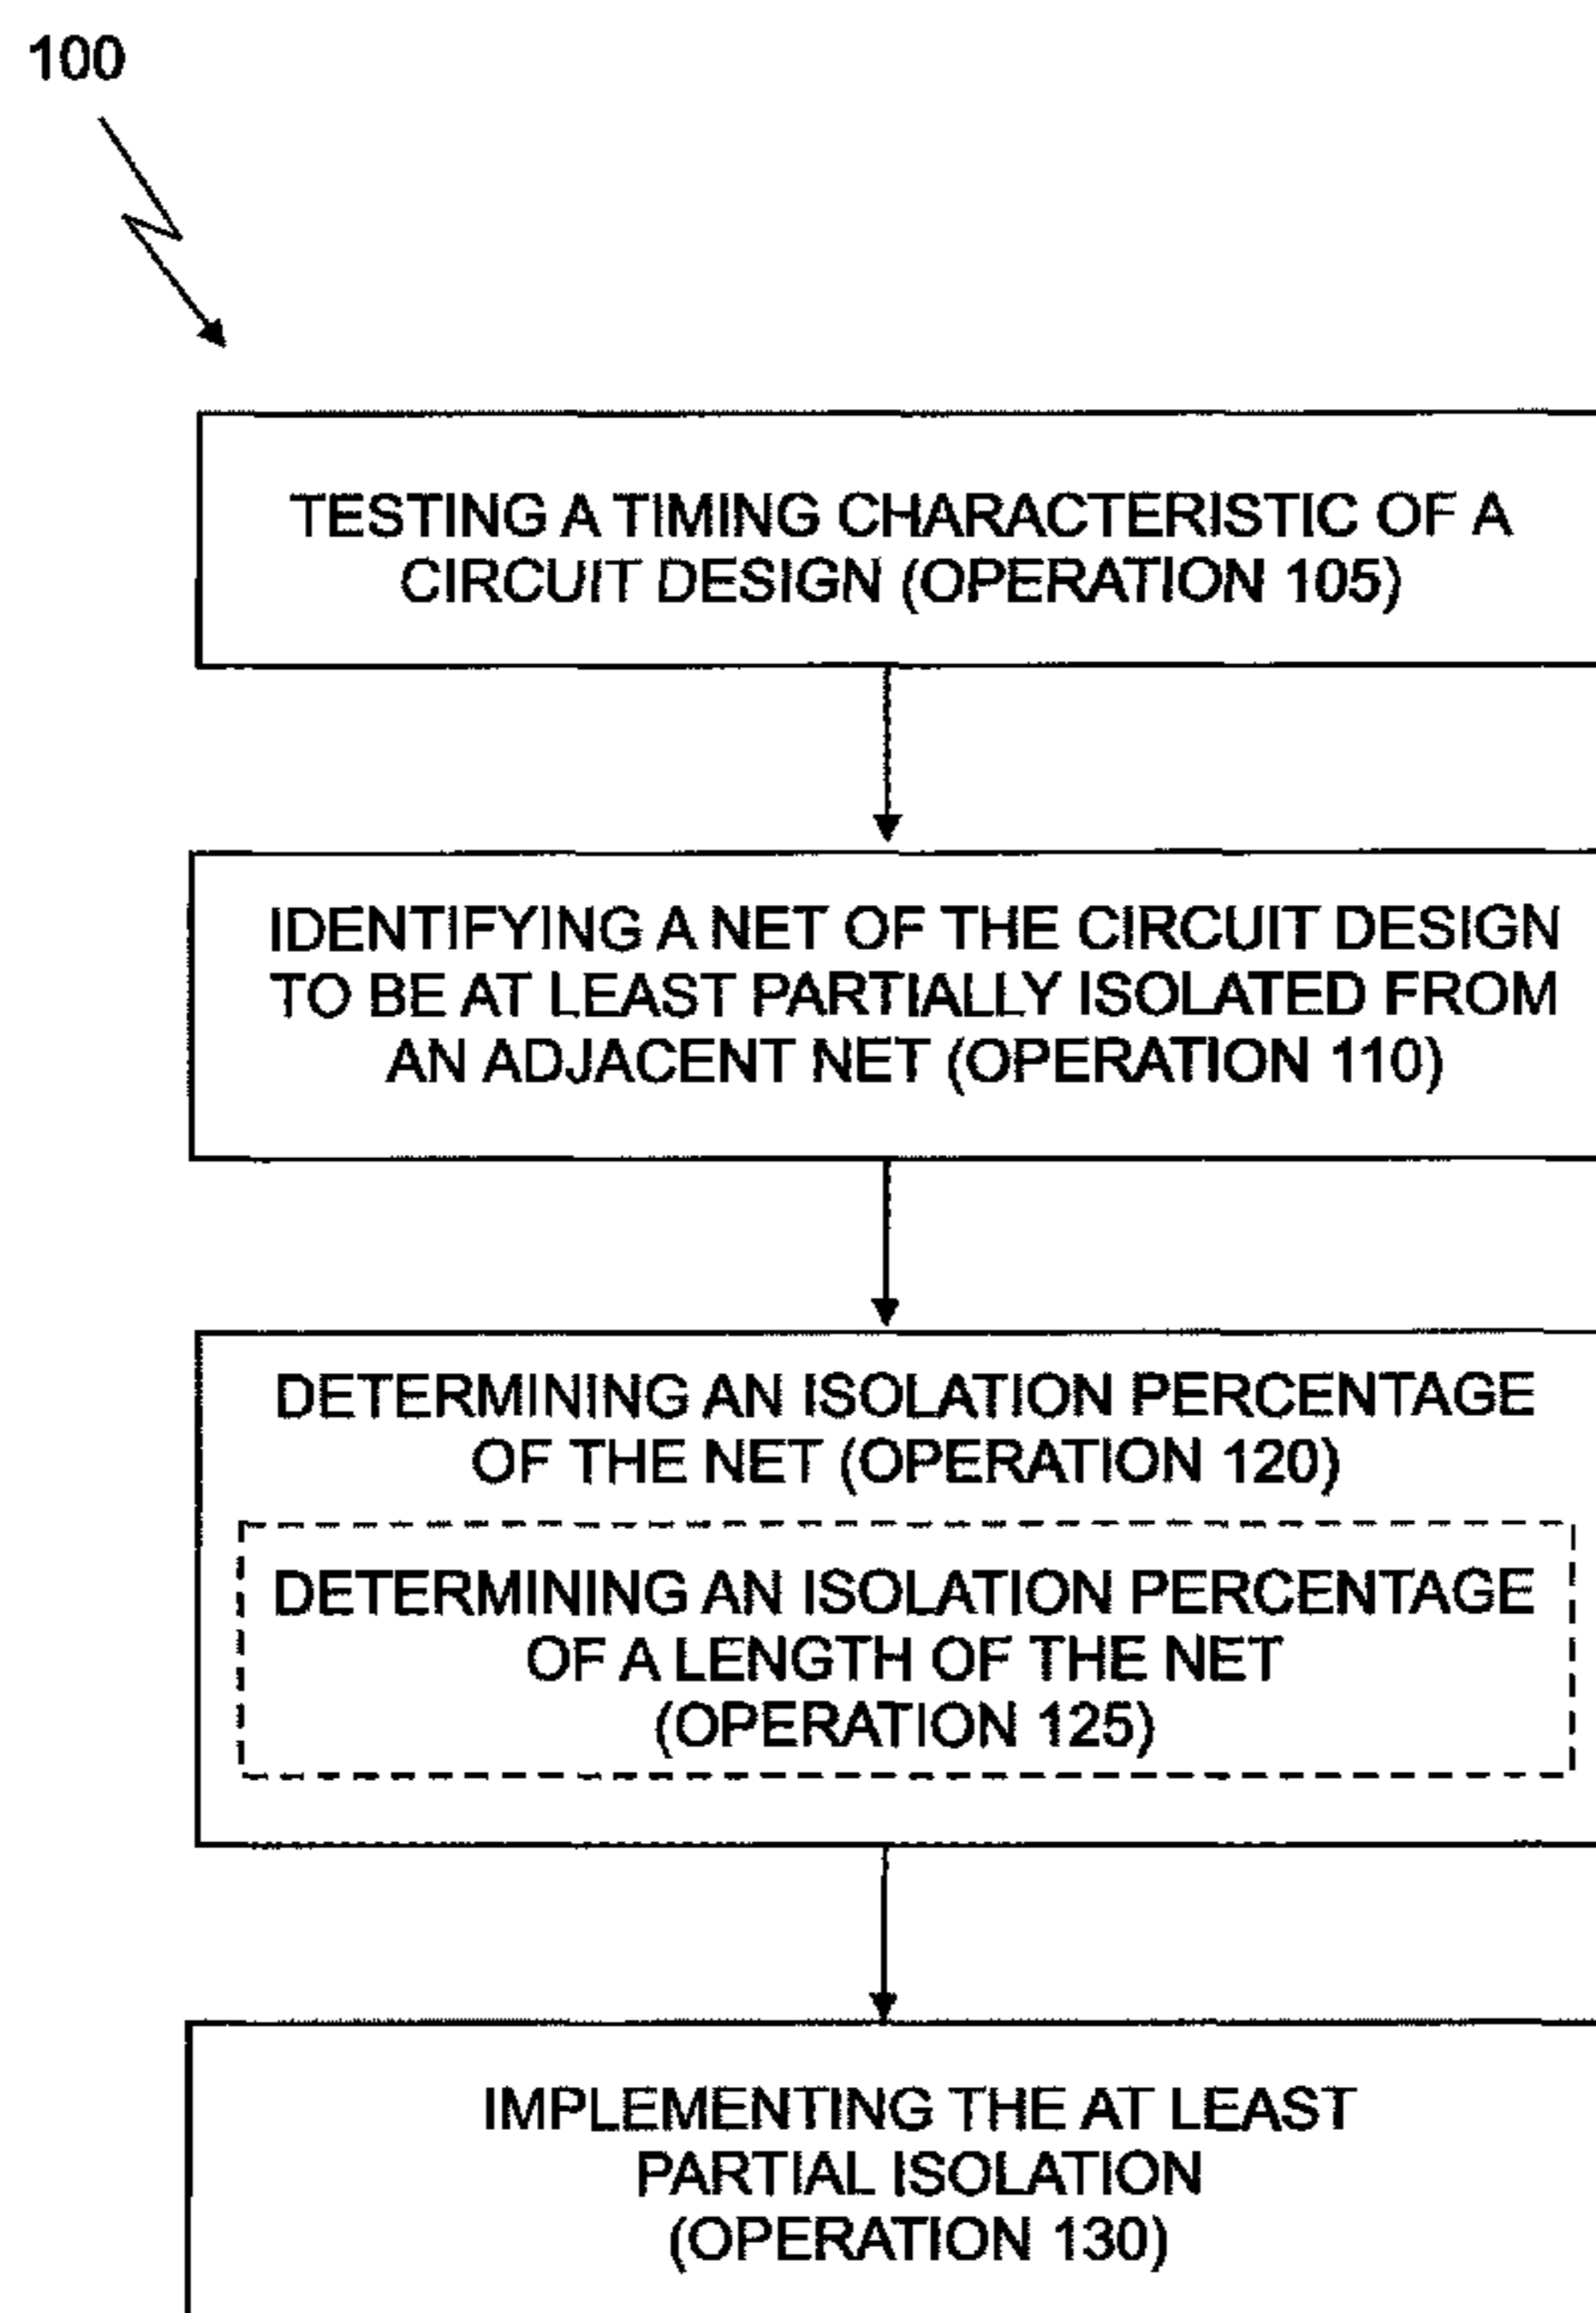 100
TESTING A TIMING CHARACTERISTIC OF A
CIRCUIT DESIGN (OPERATION 105)
IDENTIFYING A NET OF THE CIRCUIT DESIGN
TO BE AT LEAST PARTIALLY ISOLATED FROM
AN ADJACENT NET (OPERATION 110)
DETERMINING AN ISOLATION PERCENTAGE
OF THE NET (OPERATION 120)
DETERMINING AN ISOLATION PERCENTAGE
OF A LENGTH OF THE NET
(OPERATION 125)
IMPLEMENTING THE AT LEAST
PARTIAL ISOLATION
(OPERATION 130)